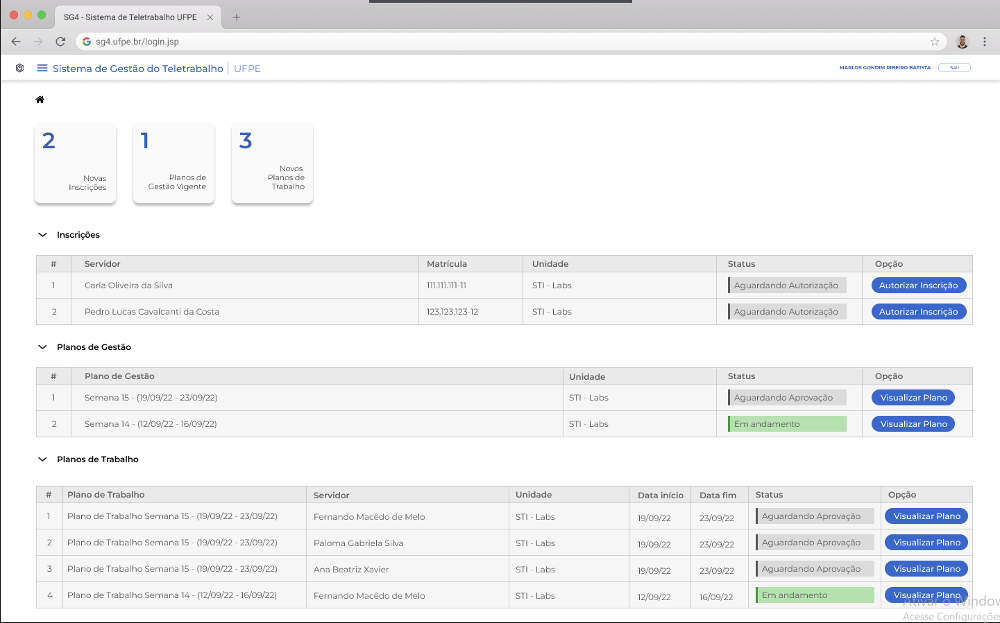 SG4 - Sistema de Teletrabalho UFPE
sg4.ufpe.br/login.jsp
Sistema de Gestão do Teletrabalho | UFPE
MARLOS GONDIM RIBEIRO BATISTA
Sair
2
Novas
Inscrições
1
Planos de
Gestão Vigente
3
Novos
Planos de
Trabalho
Inscrições
# Servidor Matrícula Unidade Status Opção
1 Carla Oliveira da Silva 111.111.111-11 STI - Labs Aguardando Autorização Autorizar Inscrição
2 Pedro Lucas Cavalcanti da Costa 123.123.123-12 STI - Labs Aguardando Autorização Autorizar Inscrição
Planos de Gestão
# Plano de Gestão Unidade Status Opção
1 Semana 15 - (19/09/22 - 23/09/22) STI - Labs Aguardando Aprovação Visualizar Plano
2 Semana 14 - (12/09/22 - 16/09/22) STI - Labs Em andamento Visualizar Plano
Planos de Trabalho
# Plano de Trabalho Servidor Unidade Data início Data fim Status Opção
1 Plano de Trabalho Semana 15 - (19/09/22 - 23/09/22) Fernando Macêdo de Melo STI - Labs 19/09/22 23/09/22 Aguardando Aprovação Visualizar Plano
2 Plano de Trabalho Semana 15 - (19/09/22 - 23/09/22) Paloma Gabriela Silva STI - Labs 19/09/22 23/09/22 Aguardando Aprovação Visualizar Plano
3 Plano de Trabalho Semana 15 - (19/09/22 - 23/09/22) Ana Beatriz Xavier STI - Labs 19/09/22 23/09/22 Aguardando Aprovação Visualizar Plano
4 Plano de Trabalho Semana 14 - (12/09/22 - 16/09/22) Fernando Macêdo de Melo STI - Labs 12/09/22 16/09/22 Em andamento Visualizar Plano
Ativar o Window
Acesse Configurações